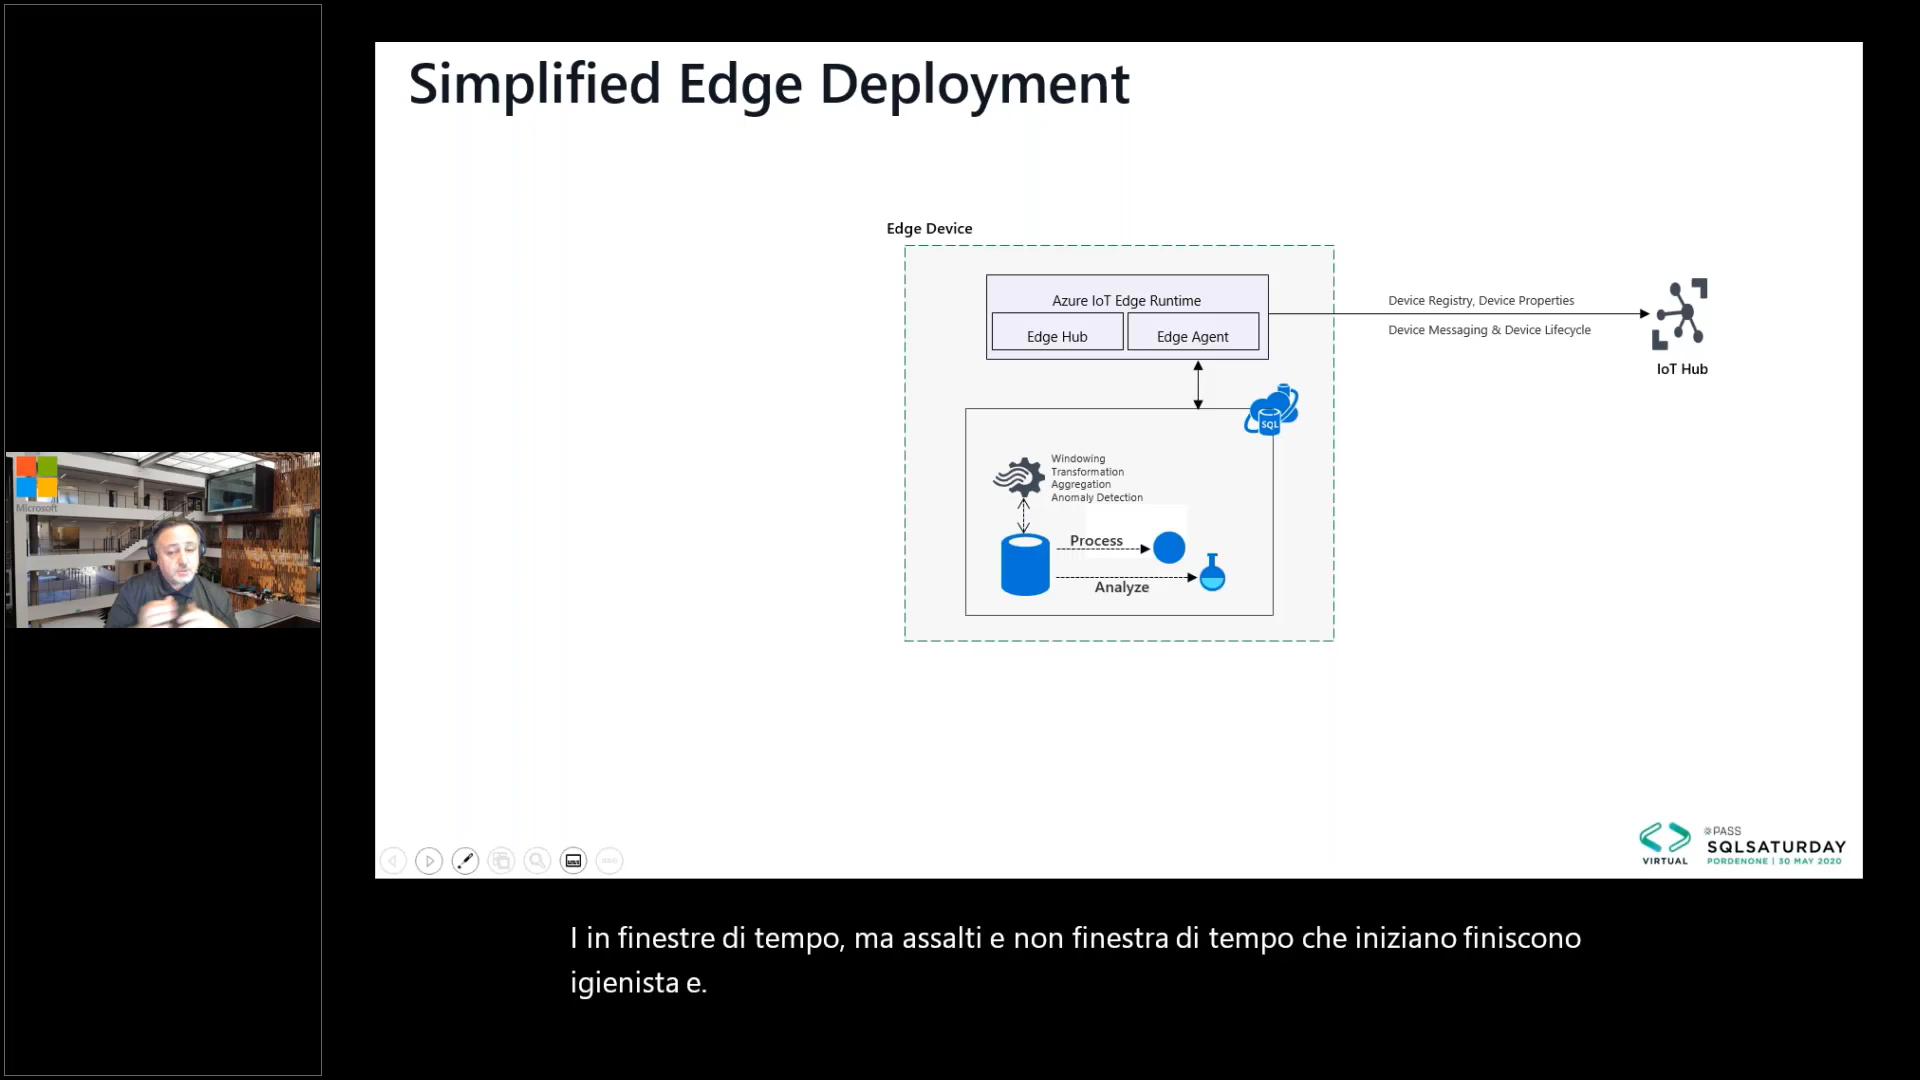 Simplified Edge Deployment
Edge Device
Azure IoT Edge Runtime
Edge Hub
Edge Agent
Device Registry, Device Properties
Device Messaging & Device Lifecycle
IoT Hub
SQL
Windowing
Transformation
Aggregation
Anomaly Detection
Process
Analyze
Microsoft
VIRTUAL
PASS
SQLSATURDAY
PORDENONE | 30 MAY 2020
I in finestre di tempo, ma assalti e non finestra di tempo che iniziano finiscono
igienista e.